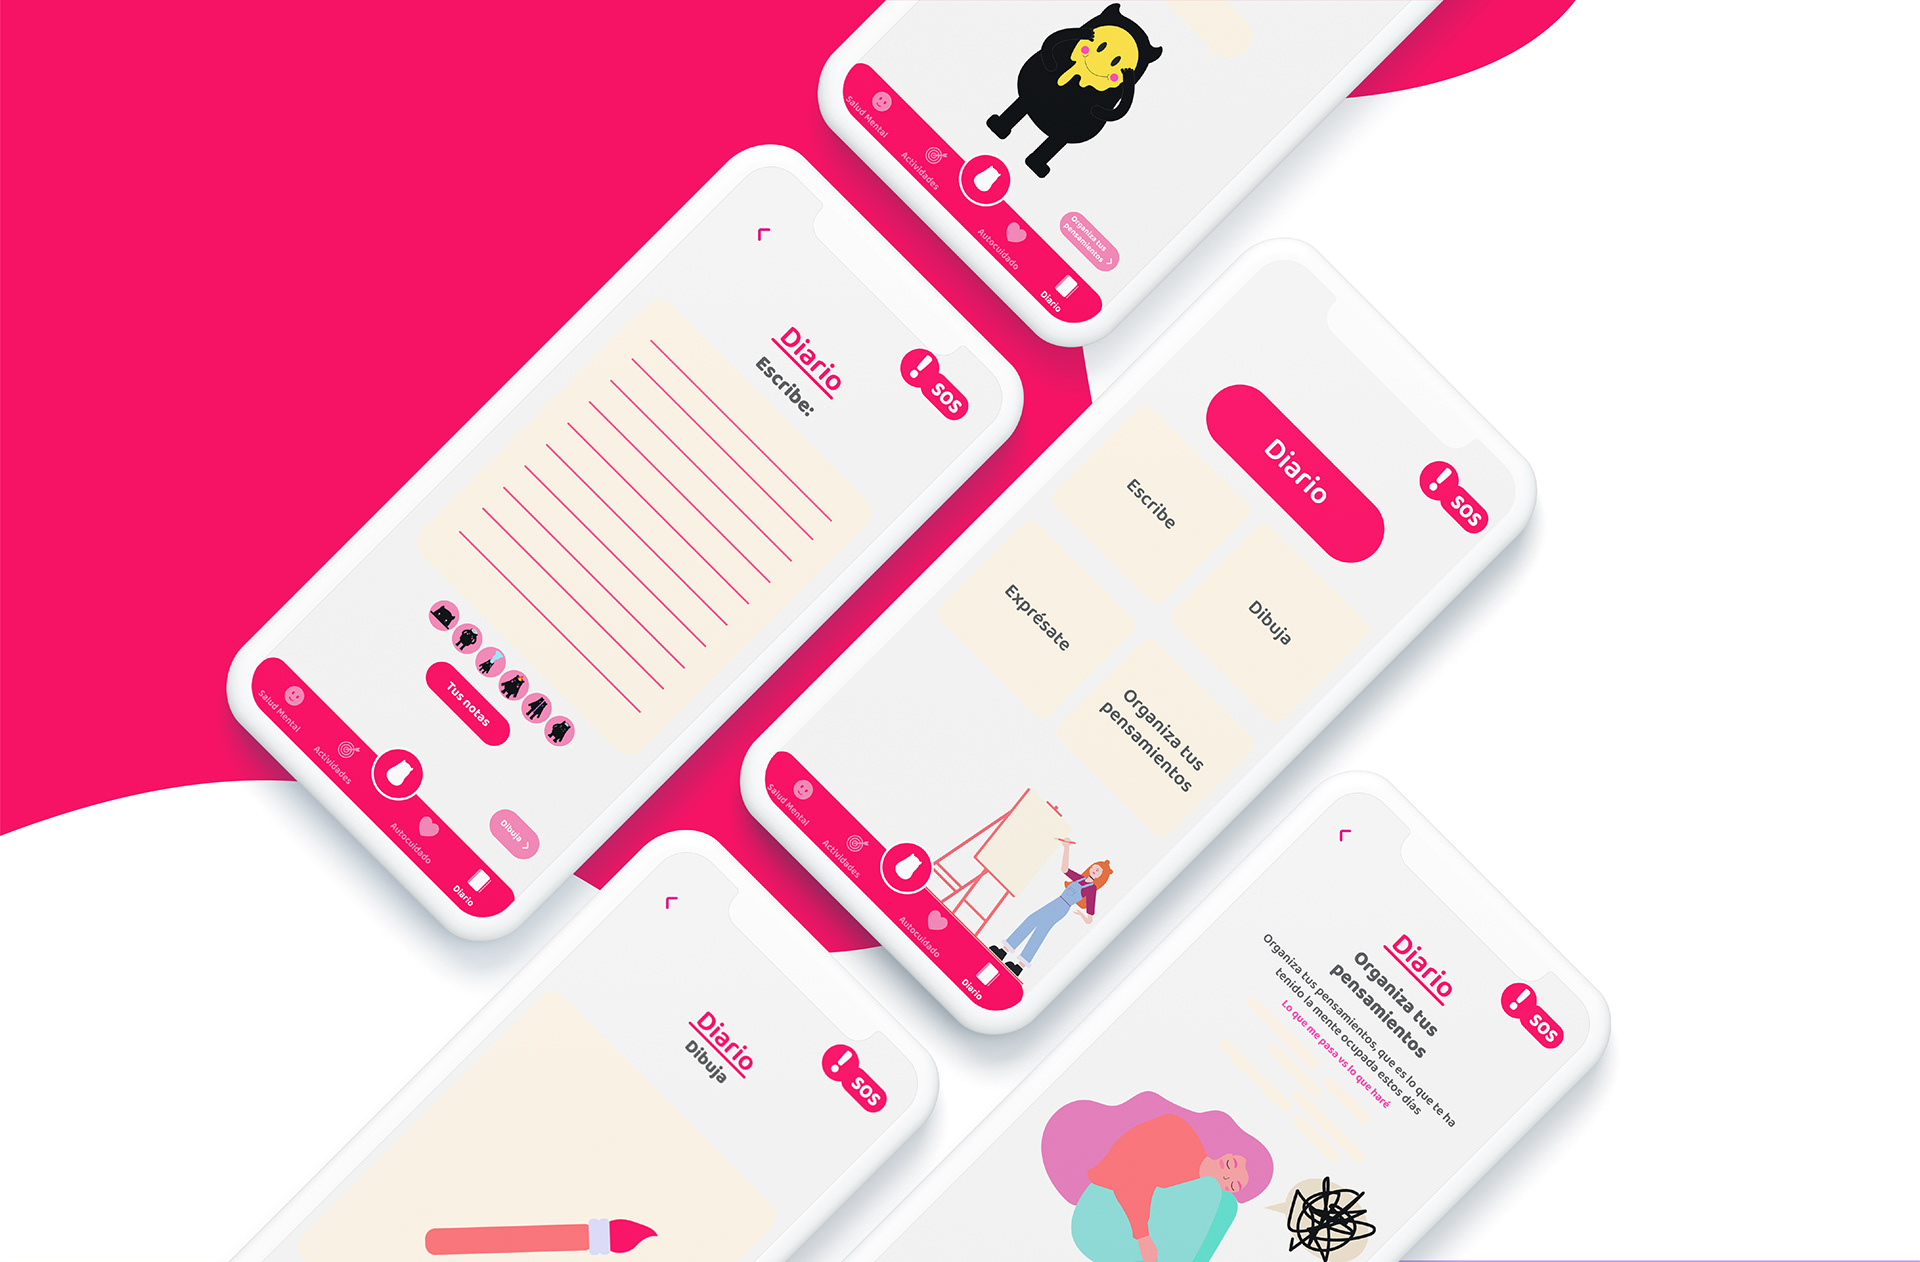 Salud Mental
Actividades
Autocuidado
Diario
Organiza tus
pensamientos
! SOS
Diario
Escribe:
Tus notas
Dibuja
Salud Mental
Actividades
Autocuidado
Diario
! SOS
Diario
Escribe
Dibuja
Exprésate
Organiza tus
pensamientos
Salud Mental
Actividades
Autocuidado
Diario
! SOS
Diario
Dibuja
! SOS
Diario
Organiza tus
pensamientos
Organiza tus pensamientos, que es lo que te ha
tenido la mente ocupada estos días
Lo que me pasa vs lo que haré